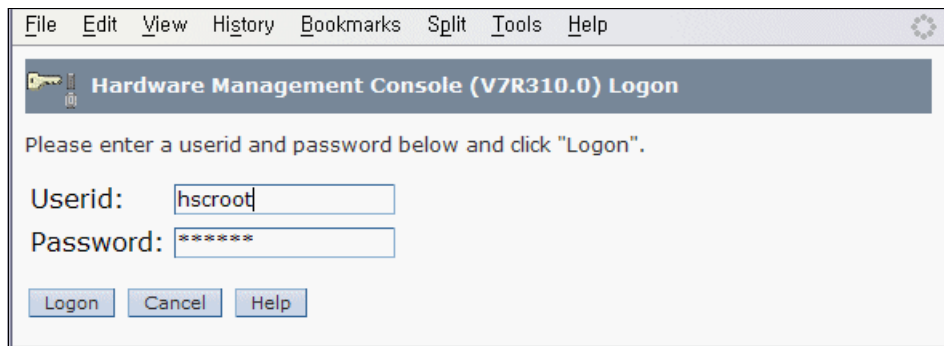 File Edit View History Bookmarks Split Tools Help
Hardware Management Console (V7R310.0) Logon
Please enter a userid and password below and click "Logon".
Userid: hscroot
Password: ******
Logon Cancel Help